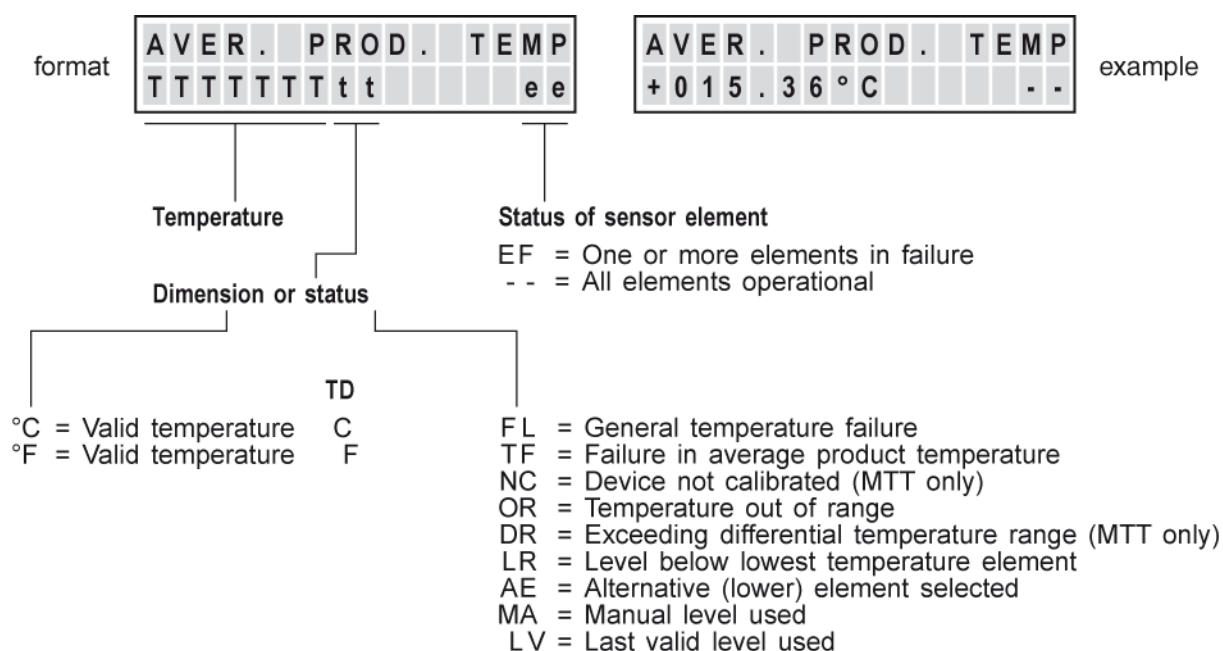 format
AVER. PROD. TEMP
TTTTTTTtt ee
AVER. PROD. TEMP
+015.36°C --
example
Temperature
Status of sensor element
EF = One or more elements in failure
-- = All elements operational
Dimension or status
TD
°C = Valid temperature C
°F = Valid temperature F
FL = General temperature failure
TF = Failure in average product temperature
NC = Device not calibrated (MTT only)
OR = Temperature out of range
DR = Exceeding differential temperature range (MTT only)
LR = Level below lowest temperature element
AE = Alternative (lower) element selected
MA = Manual level used
LV = Last valid level used